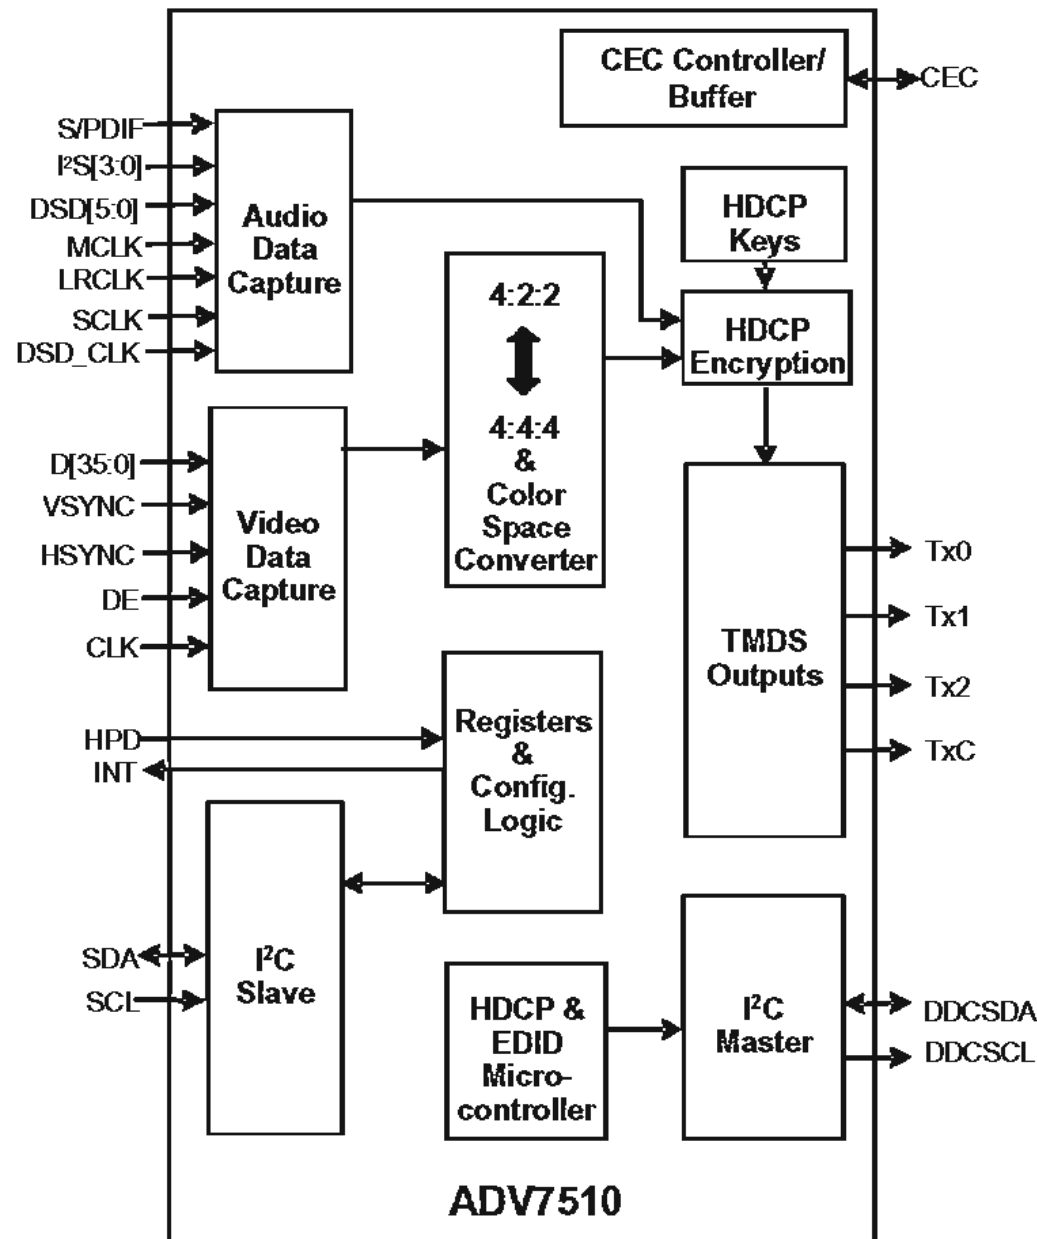 CEC Controller/
Buffer
CEC
S/PDIF
I²S[3:0]
DSD[5:0]
MCLK
LRCLK
SCLK
DSD_CLK
Audio
Data
Capture
HDCP
Keys
4:2:2
4:4:4
&
Color
Space
Converter
HDCP
Encryption
D[35:0]
VSYNC
HSYNC
DE
CLK
Video
Data
Capture
TMDS
Outputs
Tx0
Tx1
Tx2
TxC
HPD
INT
Registers
&
Config.
Logic
SDA
SCL
I²C
Slave
HDCP &
EDID
Micro-
controller
I²C
Master
DDCSDA
DDCSCL
ADV7510